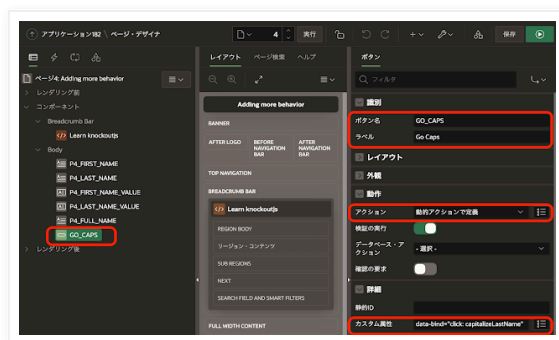 アプリケーション182 \ ページ・デザイナ
4
実行
保存
ページ4: Adding more behavior
レンダリング前
コンポーネント
Breadcrumb Bar
Learn knockoutjs
Body
P4_FIRST_NAME
P4_LAST_NAME
P4_FIRST_NAME_VALUE
P4_LAST_NAME_VALUE
P4_FULL_NAME
GO_CAPS
レンダリング後
レイアウト ページ検索 ヘルプ
Adding more behavior
BANNER
AFTER LOGO
BEFORE NAVIGATION BAR
AFTER NAVIGATION BAR
TOP NAVIGATION
BREADCRUMB BAR
Learn knockoutjs
REGION BODY
リージョン・コンテンツ
SUB REGIONS
NEXT
SEARCH FIELD AND SMART FILTERS
FULL WIDTH CONTENT
ボタン
フィルタ
識別
ボタン名 GO_CAPS
ラベル Go Caps
レイアウト
外観
動作
アクション 動的アクションで定義
検証の実行
データベース・アクション - 選択 -
確認の要求
詳細
静的ID
カスタム属性 data-bind="click: capitalizeLastName"